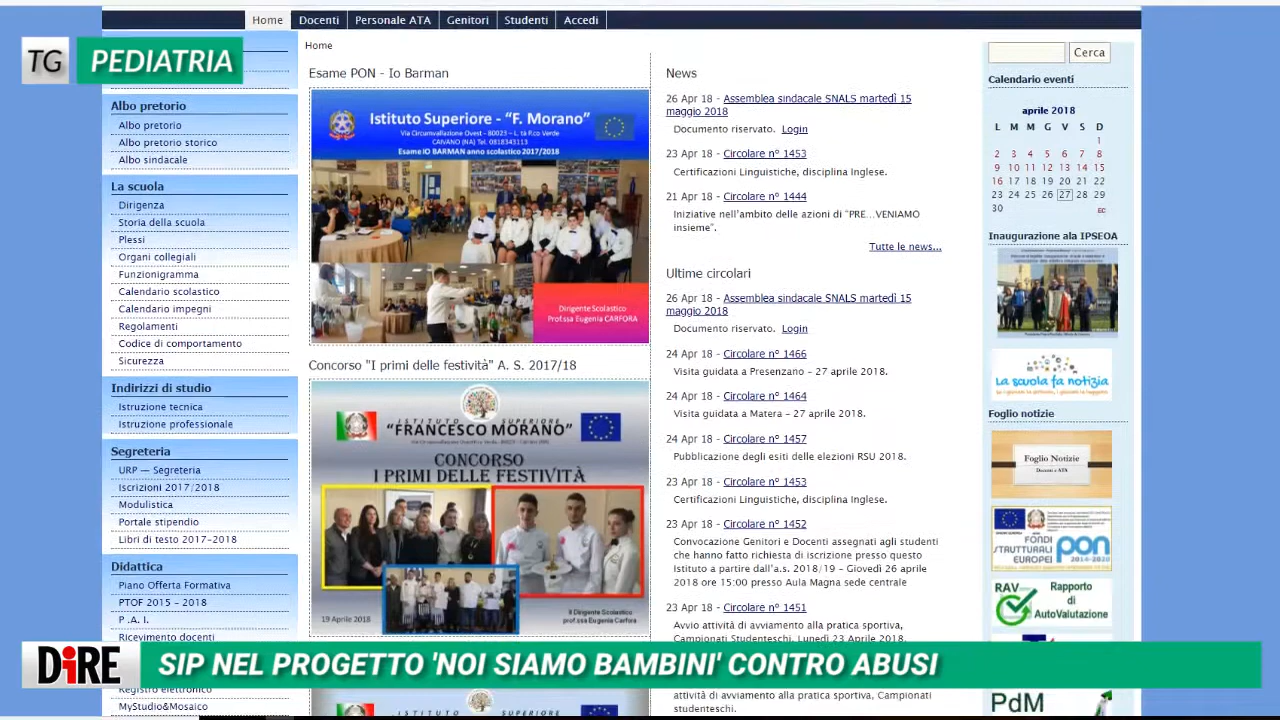 Home Docenti Personale ATA Genitori Studenti Accedi
TG PEDIATRIA
Albo pretorio
Albo pretorio
Albo pretorio storico
Albo sindacale
La scuola
Dirigenza
Storia della scuola
Plessi
Organi collegiali
Funzionigramma
Calendario scolastico
Calendario impegni
Regolamenti
Codice di comportamento
Sicurezza
Indirizzi di studio
Istruzione tecnica
Istruzione professionale
Segreteria
URP — Segreteria
Iscrizioni 2017/2018
Modulistica
Portale stipendio
Libri di testo 2017-2018
Didattica
Piano Offerta Formativa
PTOF 2015 - 2018
P .A. I.
Ricevimento docenti
Registro elettronico
MyStudio&Mosaico
Home
Esame PON - Io Barman
Istituto Superiore - “F. Morano”
Via Circumvallazione Ovest - 80023 – L. tà P.co Verde
CAIVANO (NA) Tel. 0818343113
Esame IO BARMAN anno scolastico 2017/2018
Dirigente Scolastico
Prof.ssa Eugenia CARFORA
Concorso "I primi delle festività" A. S. 2017/18
ISTITUTO SUPERIORE
“FRANCESCO MORANO”
CONCORSO
I PRIMI DELLE FESTIVITÀ
19 Aprile 2018
Il Dirigente Scolastico
prof.ssa Eugenia Carfora
News
26 Apr 18 - Assemblea sindacale SNALS martedì 15
maggio 2018
Documento riservato. Login
23 Apr 18 - Circolare n° 1453
Certificazioni Linguistiche, disciplina Inglese.
21 Apr 18 - Circolare n° 1444
Iniziative nell’ambito delle azioni di “PRE...VENIAMO
insieme”.
Tutte le news...
Ultime circolari
26 Apr 18 - Assemblea sindacale SNALS martedì 15
maggio 2018
Documento riservato. Login
24 Apr 18 - Circolare n° 1466
Visita guidata a Presenzano – 27 aprile 2018.
24 Apr 18 - Circolare n° 1464
Visita guidata a Matera – 27 aprile 2018.
24 Apr 18 - Circolare n° 1457
Pubblicazione degli esiti delle elezioni RSU 2018.
23 Apr 18 - Circolare n° 1453
Certificazioni Linguistiche, disciplina Inglese.
23 Apr 18 - Circolare n° 1452
Convocazione Genitori e Docenti assegnati agli studenti
che hanno fatto richiesta di iscrizione presso questo
Istituto a partire dall’a.s. 2018/19 – Giovedì 26 aprile
2018 ore 15:00 presso Aula Magna sede centrale
23 Apr 18 - Circolare n° 1451
Avvio attività di avviamento alla pratica sportiva,
Campionati Studenteschi. Lunedì 23 Aprile 2018.
attività di avviamento alla pratica sportiva, Campionati
studenteschi.
Cerca
Calendario eventi
aprile 2018
L M M G V S D
1
2 3 4 5 6 7 8
9 10 11 12 13 14 15
16 17 18 19 20 21 22
23 24 25 26 27 28 29
30
EC
Inaugurazione ala IPSEOA
La scuola fa notizia
Foglio notizie
Foglio Notizie
Docenti e ATA
FONDI
STRUTTURALI
EUROPEI
pon
2014-2020
RAV
Rapporto
di
AutoValutazione
PdM
DiRE
SIP NEL PROGETTO 'NOI SIAMO BAMBINI' CONTRO ABUSI